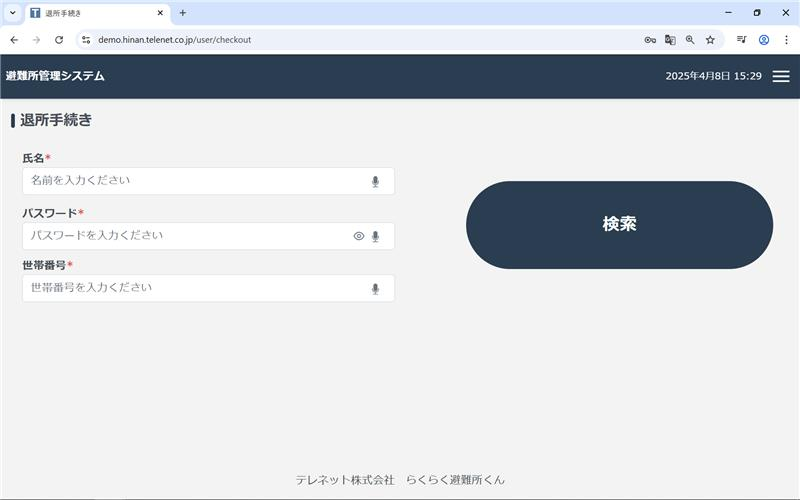 退所手続き
demo.hinan.telenet.co.jp/user/checkout
避難所管理システム
2025年4月8日 15:29
退所手続き
氏名*
名前を入力ください
パスワード*
パスワードを入力ください
世帯番号*
世帯番号を入力ください
検索
テレネット株式会社　らくらく避難所くん